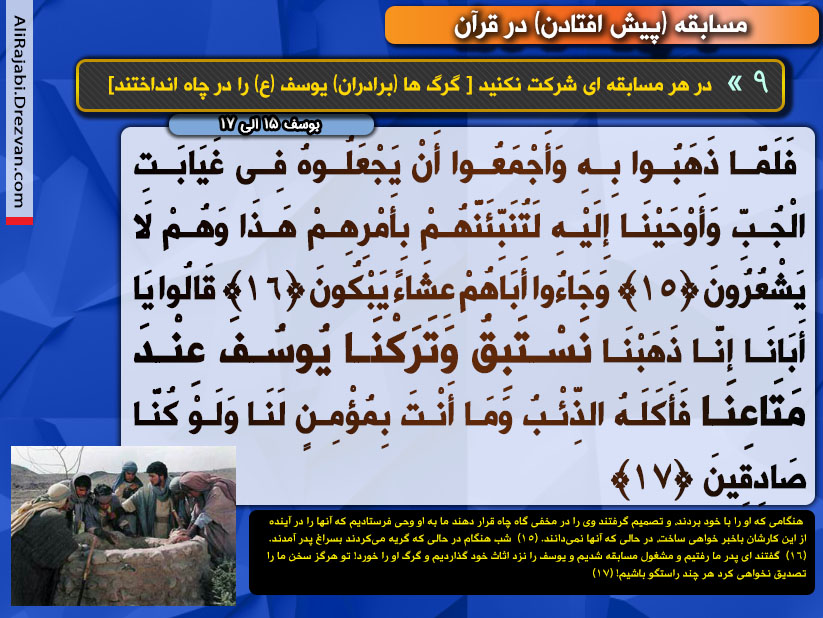 مسابقه (پیش افتادن) در قرآن
۹ » در هر مسابقه ای شرکت نکنید [ گرگ ها (برادران) یوسف (ع) را در چاه انداختند]
یوسف ۱۵ الی ۱۷
فَلَمَّا ذَهَبُوا بِهِ وَأَجْمَعُوا أَنْ يَجْعَلُوهُ فِي غَيَابَتِ
الْجُبِّ وَأَوْحَيْنَا إِلَيْهِ لَتُنَبِّئَنَّهُمْ بِأَمْرِهِمْ هَذَا وَهُمْ لَا
يَشْعُرُونَ ﴿۱۵﴾ وَجَاءُوا أَبَاهُمْ عِشَاءً يَبْكُونَ ﴿۱۶﴾ قَالُوا يَا
أَبَانَا إِنَّا ذَهَبْنَا نَسْتَبِقُ وَتَرَكْنَا يُوسُفَ عِنْدَ
مَتَاعِنَا فَأَكَلَهُ الذِّئْبُ وَمَا أَنْتَ بِمُؤْمِنٍ لَنَا وَلَوْ كُنَّا
صَادِقِينَ ﴿۱۷﴾
هنگامی که او را با خود بردند، و تصمیم گرفتند وی را در مخفی گاه چاه قرار دهند ما به او وحی فرستادیم که آنها را در آینده
از این کارشان باخبر خواهی ساخت، در حالی که آنها نمی‌دانند. (۱۵) شب هنگام در حالی که گریه می‌کردند بسراغ پدر آمدند.
(۱۶) گفتند ای پدر ما رفتیم و مشغول مسابقه شدیم و یوسف را نزد اثاث خود گذاردیم و گرگ او را خورد! تو هرگز سخن ما را
تصدیق نخواهی کرد هر چند راستگو باشیم! (۱۷)
AliRajabi.Drezvan.com